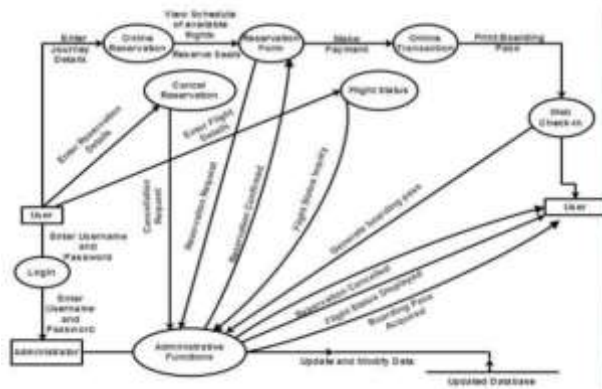 View Schedule
of Available
Flights
Enter
Journey
Details
Online
Reservation
Reserve Seats
Reservation
Form
Make
Payment
Online
Transaction
Print Boarding
Pass
Cancel
Reservation
Flight Status
Web
Check-in
Enter Reservation
Details
Enter Flight
Details
Cancellation
Request
Reservation Request
Reservation Confirmed
Flight Status Inquiry
Generate boarding pass
User
User
Enter Username
and
Password
Login
Enter
Username
and
Password
Reservation Cancelled
Flight Status Displayed
Boarding Pass
Acquired
Administrator
Administrative
Functions
Update and Modify Data
Updated Database